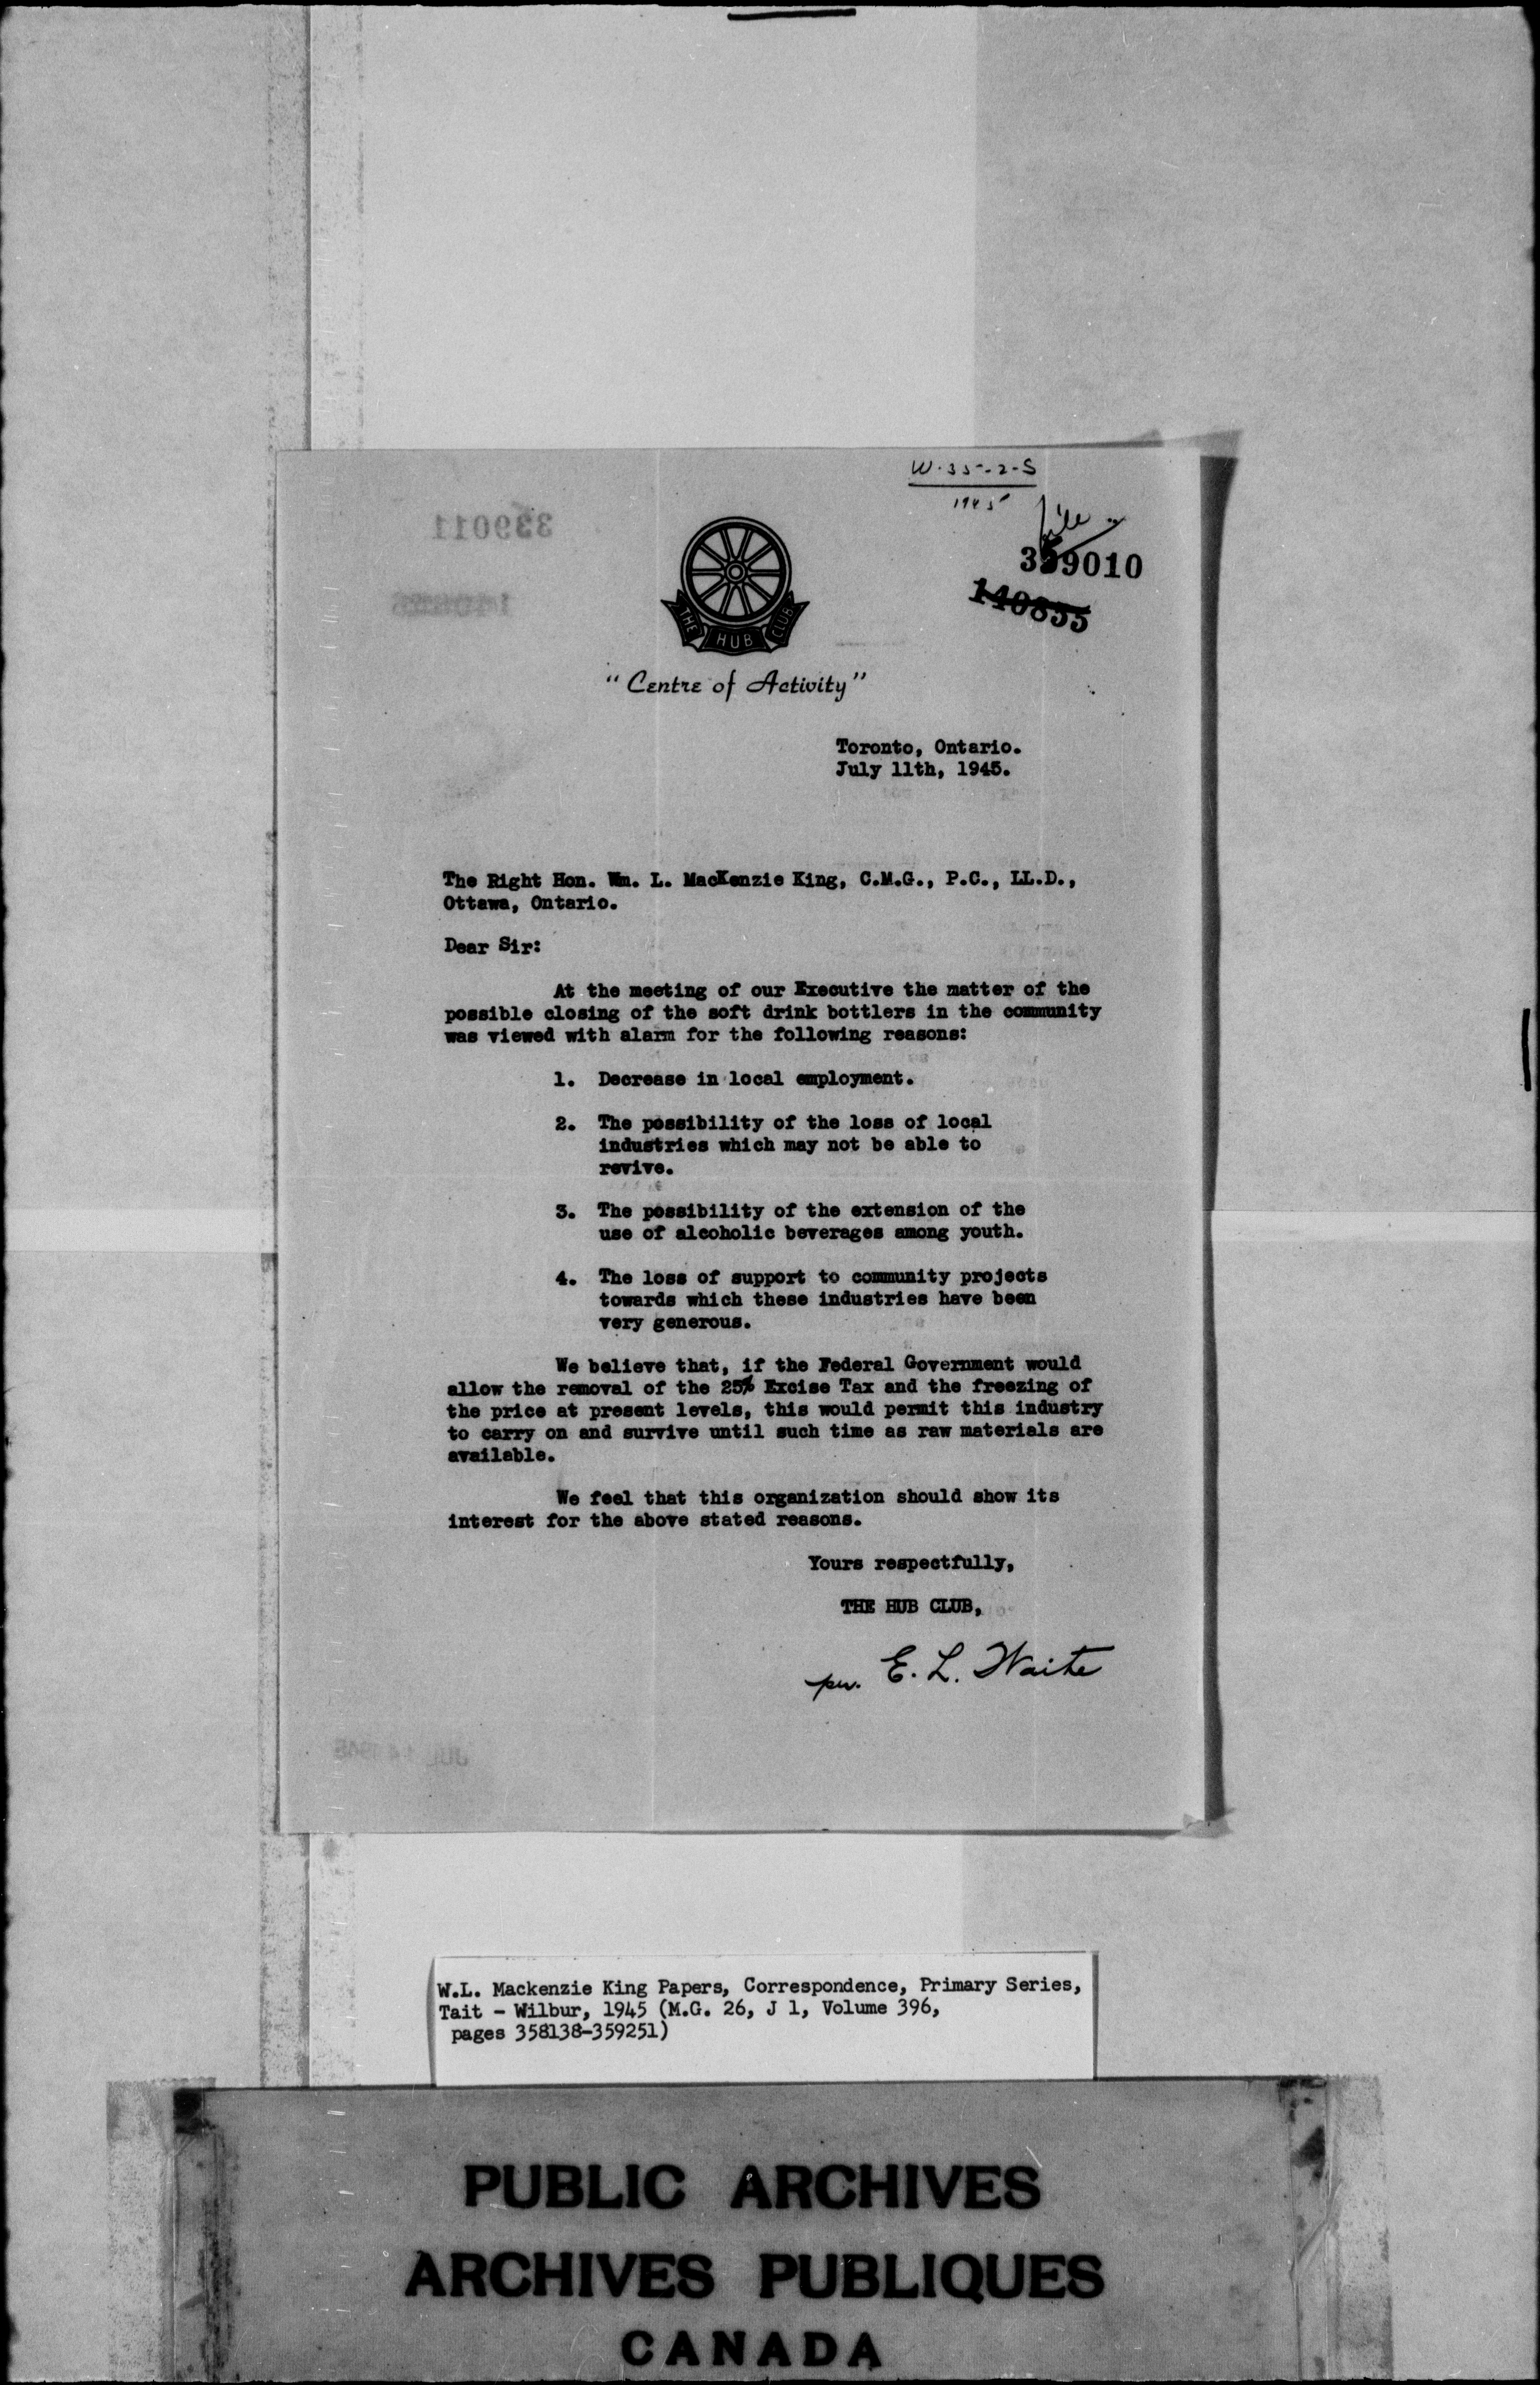 W.35-2-S
1945
file
359010
140855
339011
THE HUB CLUB
"Centre of Activity"
Toronto, Ontario.
July 11th, 1945.
The Right Hon. Wm. L. MacKenzie King, C.M.G., P.C., LL.D.,
Ottawa, Ontario.
Dear Sir:
At the meeting of our Executive the matter of the
possible closing of the soft drink bottlers in the community
was viewed with alarm for the following reasons:
1. Decrease in local employment.
2. The possibility of the loss of local
industries which may not be able to
revive.
3. The possibility of the extension of the
use of alcoholic beverages among youth.
4. The loss of support to community projects
towards which these industries have been
very generous.
We believe that, if the Federal Government would
allow the removal of the 25% Excise Tax and the freezing of
the price at present levels, this would permit this industry
to carry on and survive until such time as raw materials are
available.
We feel that this organization should show its
interest for the above stated reasons.
Yours respectfully,
THE HUB CLUB,
per. E. L. Waite
W.L. Mackenzie King Papers, Correspondence, Primary Series,
Tait - Wilbur, 1945 (M.G. 26, J 1, Volume 396,
pages 358138-359251)
PUBLIC ARCHIVES
ARCHIVES PUBLIQUES
CANADA